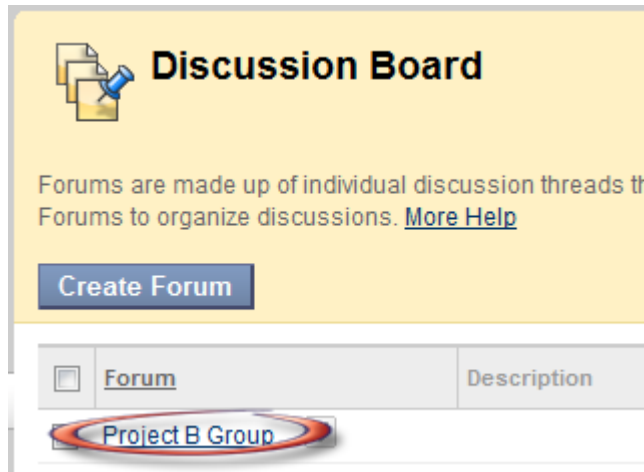 Discussion Board
Forums are made up of individual discussion threads th
Forums to organize discussions. More Help
Create Forum
Forum Description
Project B Group